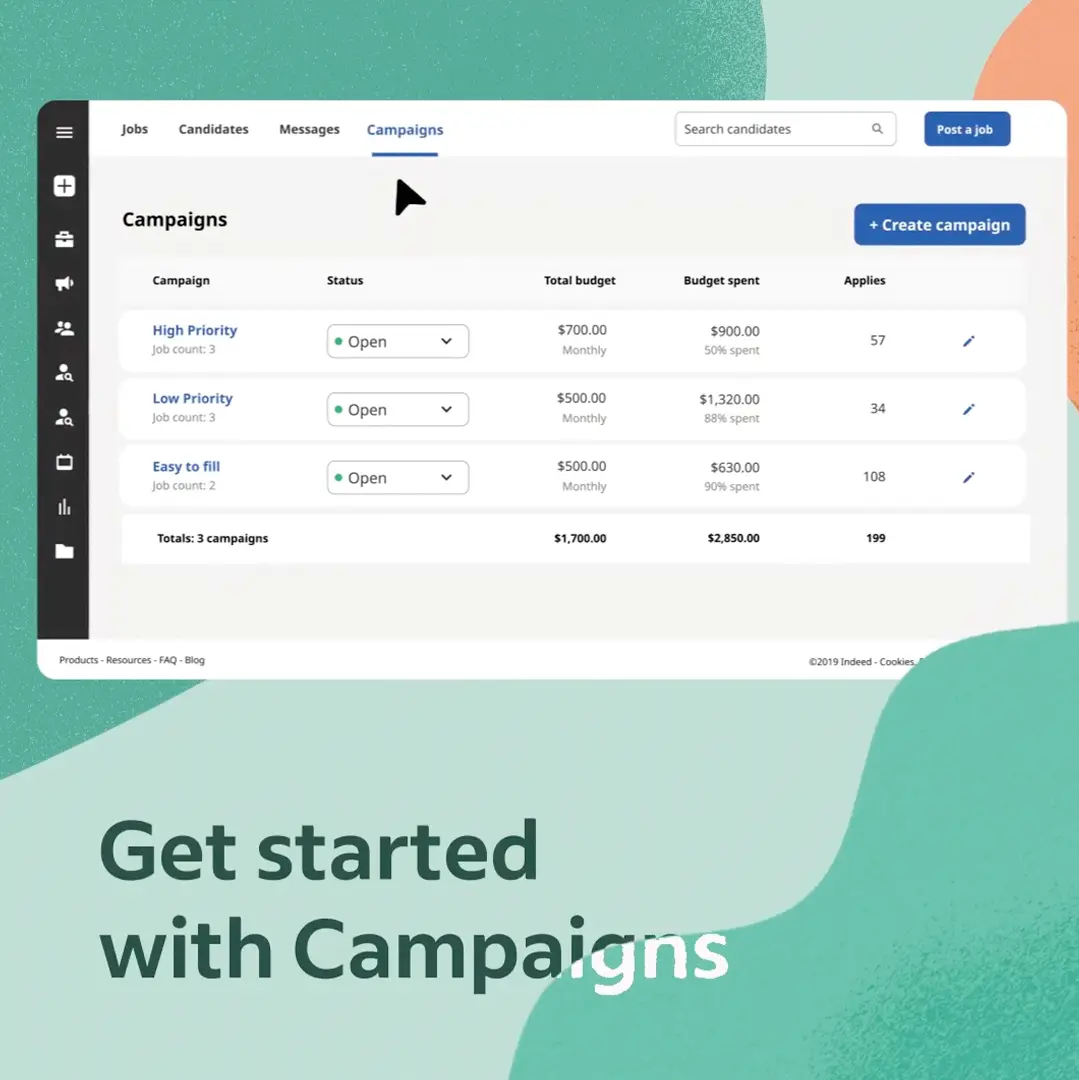 Jobs Candidates Messages Campaigns Search candidates Post a job
Campaigns + Create campaign
Campaign Status Total budget Budget spent Applies
High Priority Open $700.00 $900.00 57
Job count: 3 Monthly 50% spent
Low Priority Open $500.00 $1,320.00 34
Job count: 3 Monthly 88% spent
Easy to fill Open $500.00 $630.00 108
Job count: 2 Monthly 90% spent
Totals: 3 campaigns $1,700.00 $2,850.00 199
Products - Resources - FAQ - Blog ©2019 Indeed - Cookies,
Get started
with Campaigns